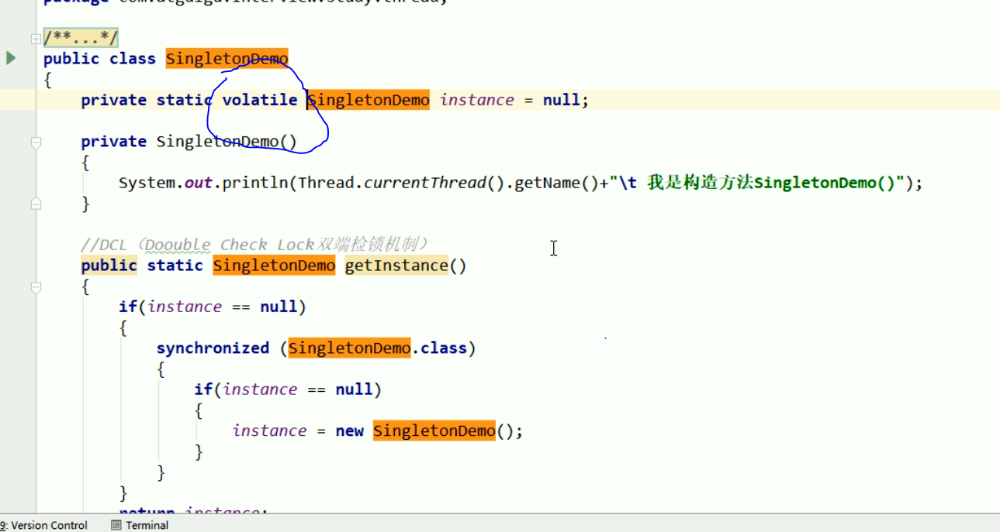 package com.atguigu.interview.study.thread;
/**...*/
public class SingletonDemo
{
private static volatile SingletonDemo instance = null;
private SingletonDemo()
{
System.out.println(Thread.currentThread().getName()+"\t 我是构造方法SingletonDemo()");
}
//DCL（Doouble Check Lock双端检锁机制）
public static SingletonDemo getInstance()
{
if(instance == null)
{
synchronized (SingletonDemo.class)
{
if(instance == null)
{
instance = new SingletonDemo();
}
}
}
return instance;
9: Version Control Terminal